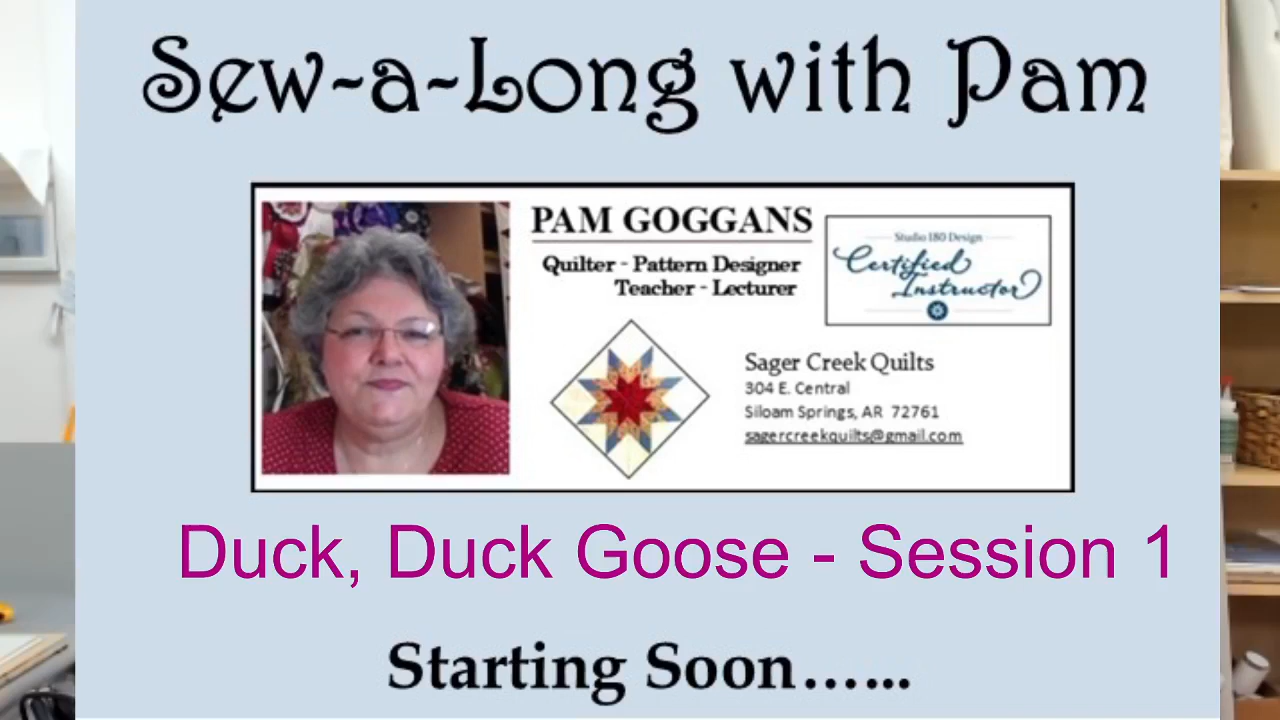 Sew-a-Long with Pam
PAM GOGGANS
Quilter - Pattern Designer
Teacher - Lecturer
Studio 180 Design
Certified
Instructor
Sager Creek Quilts
304 E. Central
Siloam Springs, AR 72761
sagercreekquilts@gmail.com
Duck, Duck Goose - Session 1
Starting Soon…...